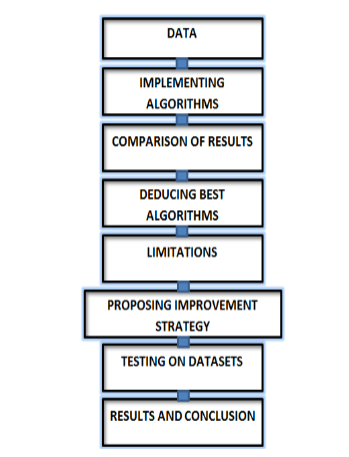 DATA
IMPLEMENTING
ALGORITHMS
COMPARISON OF RESULTS
DEDUCING BEST
ALGORITHMS
LIMITATIONS
PROPOSING IMPROVEMENT
STRATEGY
TESTING ON DATASETS
RESULTS AND CONCLUSION